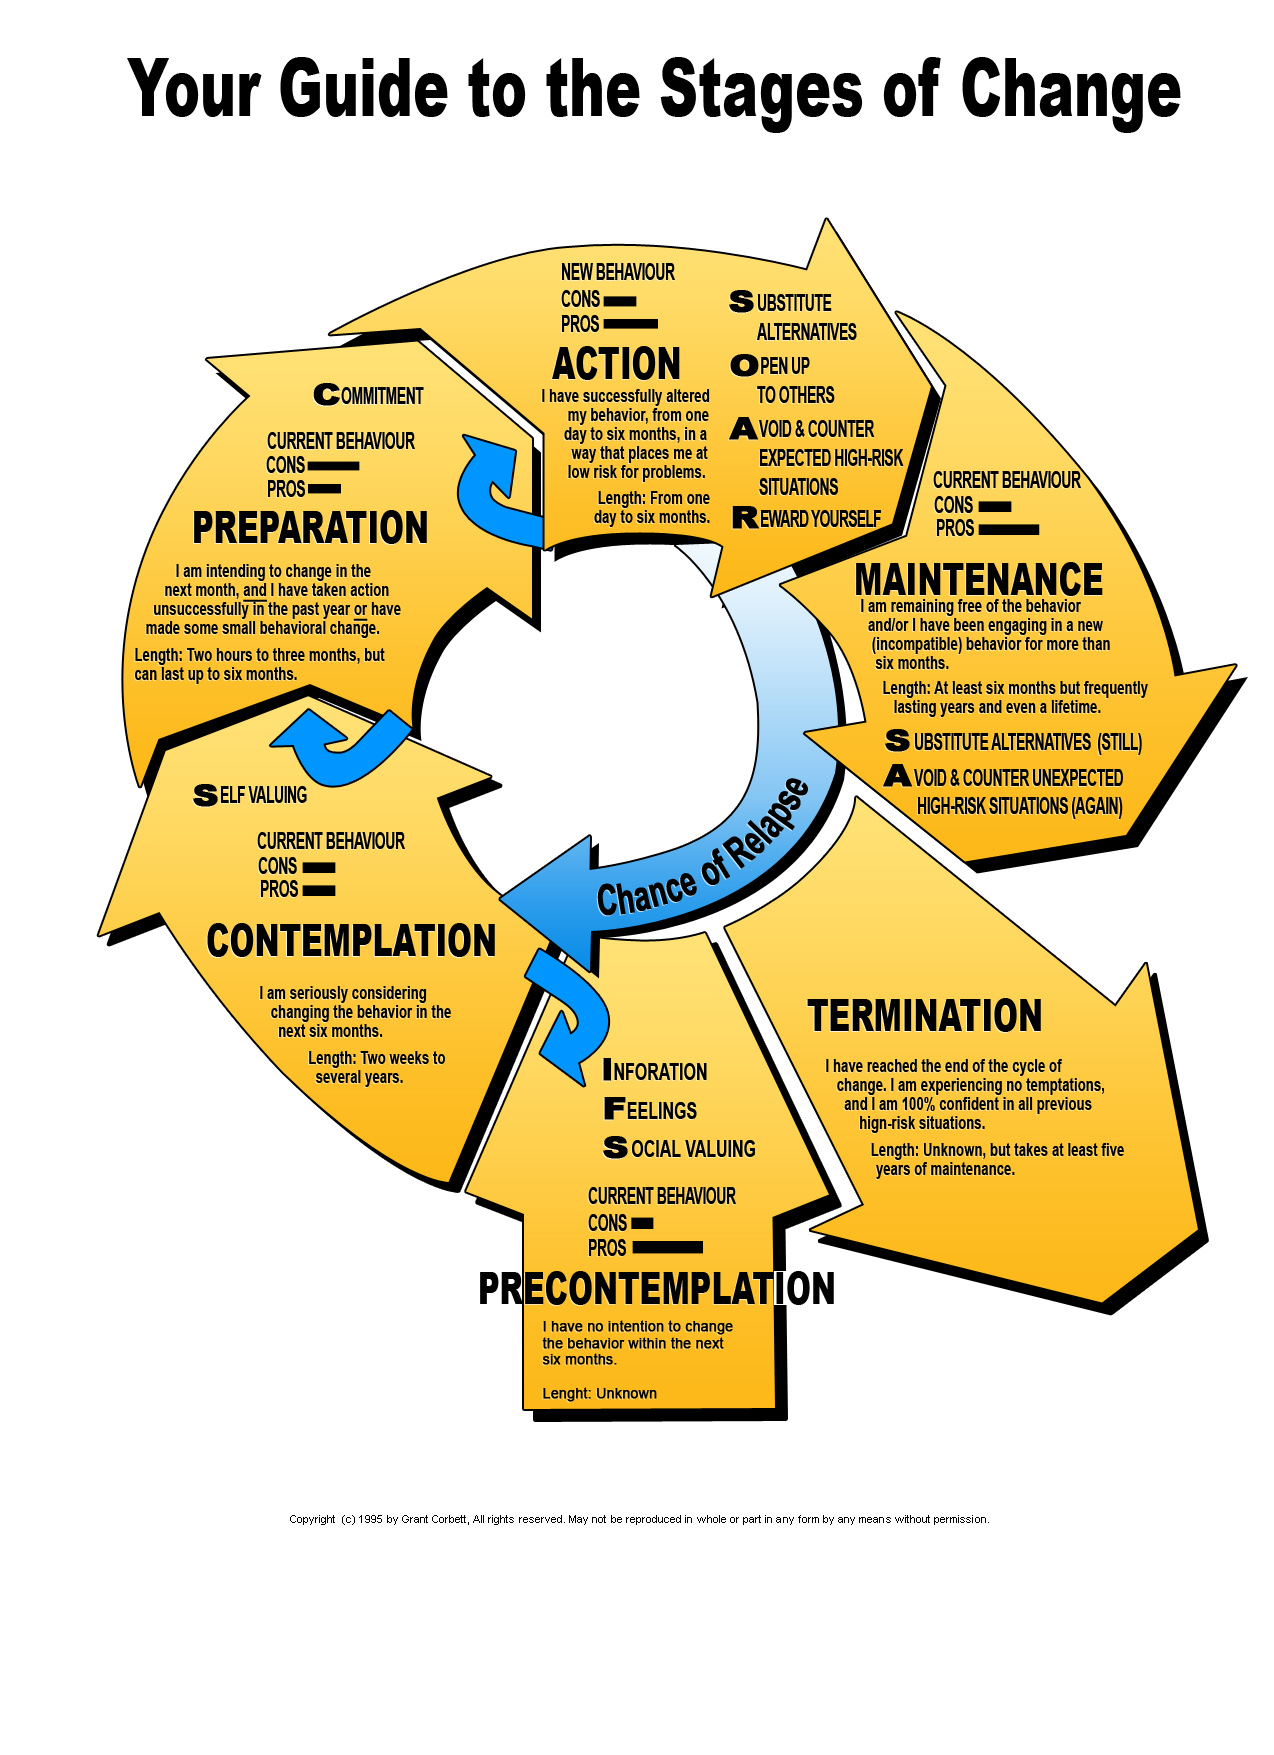 Your Guide to the Stages of Change
NEW BEHAVIOUR
CONS
PROS
ACTION
I have successfully altered
my behavior, from one
day to six months, in a
way that places me at
low risk for problems.
Length: From one
day to six months.
SUBSTITUTE
ALTERNATIVES
OPEN UP
TO OTHERS
AVOID & COUNTER
EXPECTED HIGH-RISK
SITUATIONS
REWARD YOURSELF
COMMITMENT
CURRENT BEHAVIOUR
CONS
PROS
PREPARATION
I am intending to change in the
next month, and I have taken action
unsuccessfully in the past year or have
made some small behavioral change.
Length: Two hours to three months, but
can last up to six months.
CURRENT BEHAVIOUR
CONS
PROS
MAINTENANCE
I am remaining free of the behavior
and/or I have been engaging in a new
(incompatible) behavior for more than
six months.
Length: At least six months but frequently
lasting years and even a lifetime.
SUBSTITUTE ALTERNATIVES (STILL)
AVOID & COUNTER UNEXPECTED
HIGH-RISK SITUATIONS (AGAIN)
SELF VALUING
CURRENT BEHAVIOUR
CONS
PROS
CONTEMPLATION
I am seriously considering
changing the behavior in the
next six months.
Length: Two weeks to
several years.
Chance of Relapse
TERMINATION
I have reached the end of the cycle of
change. I am experiencing no temptations,
and I am 100% confident in all previous
hign-risk situations.
Length: Unknown, but takes at least five
years of maintenance.
INFORATION
FEELINGS
SOCIAL VALUING
CURRENT BEHAVIOUR
CONS
PROS
PRECONTEMPLATION
I have no intention to change
the behavior within the next
six months.
Lenght: Unknown
Copyright (c) 1995 by Grant Corbett, All rights reserved. May not be reproduced in whole or part in any form by any means without permission.